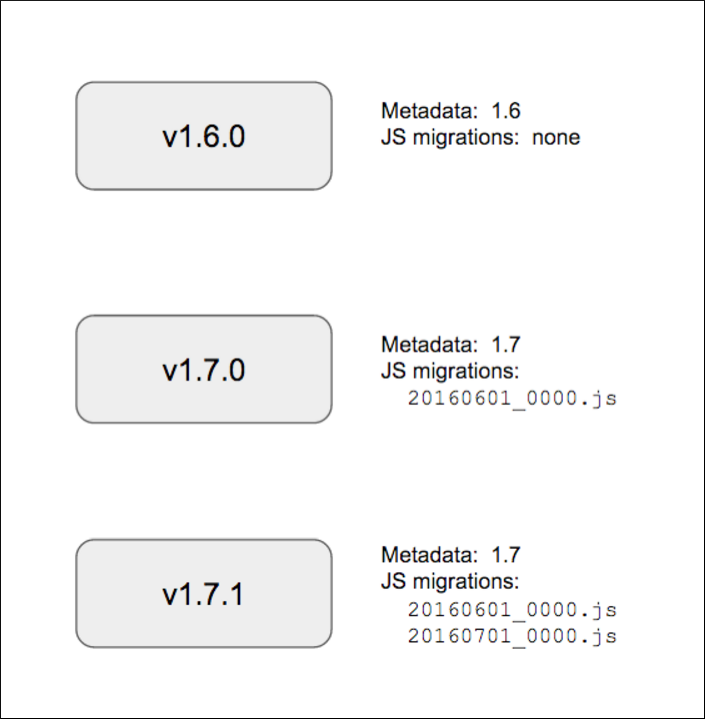 v1.6.0
Metadata:  1.6
JS migrations:  none
v1.7.0
Metadata:  1.7
JS migrations:
20160601_0000.js
v1.7.1
Metadata:  1.7
JS migrations:
20160601_0000.js
20160701_0000.js